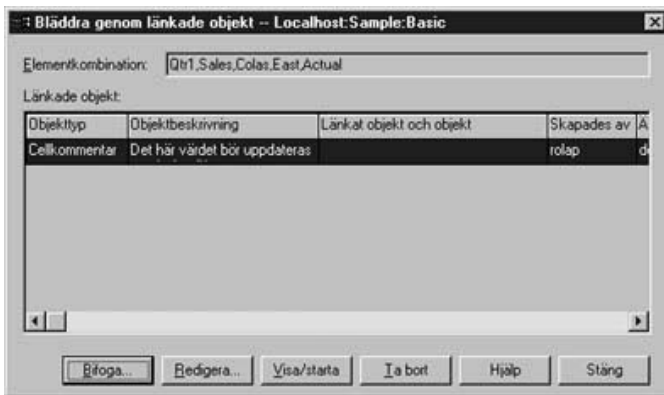 Bläddra genom länkade objekt -- Localhost:Sample:Basic
Elementkombination: Qtr1,Sales,Colas,East,Actual
Länkade objekt:
Objekttyp Objektbeskrivning Länkat objekt och objekt Skapades av
Cellkommentar Det här värdet bör uppdateras rolap
Bifoga... Redigera... Visa/starta Ta bort Hjälp Stäng